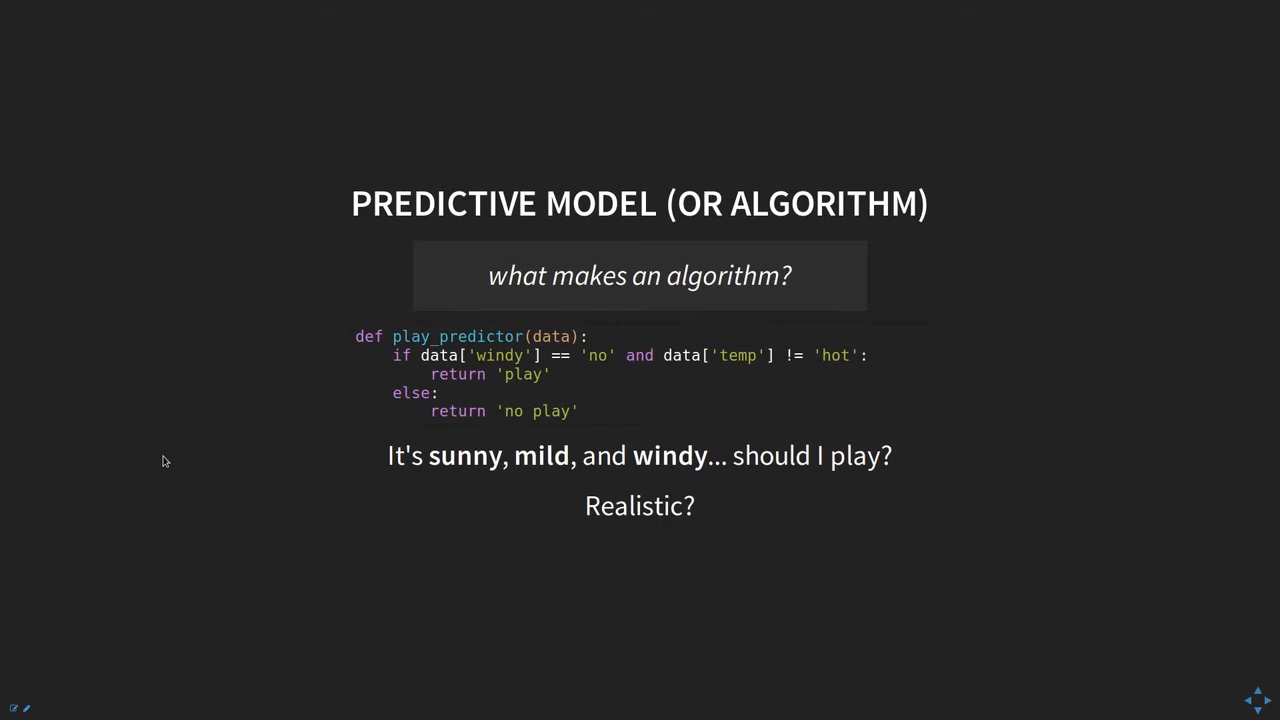 PREDICTIVE MODEL (OR ALGORITHM)
what makes an algorithm?
def play_predictor(data):
    if data['windy'] == 'no' and data['temp'] != 'hot':
        return 'play'
    else:
        return 'no play'
It's sunny, mild, and windy... should I play?
Realistic?